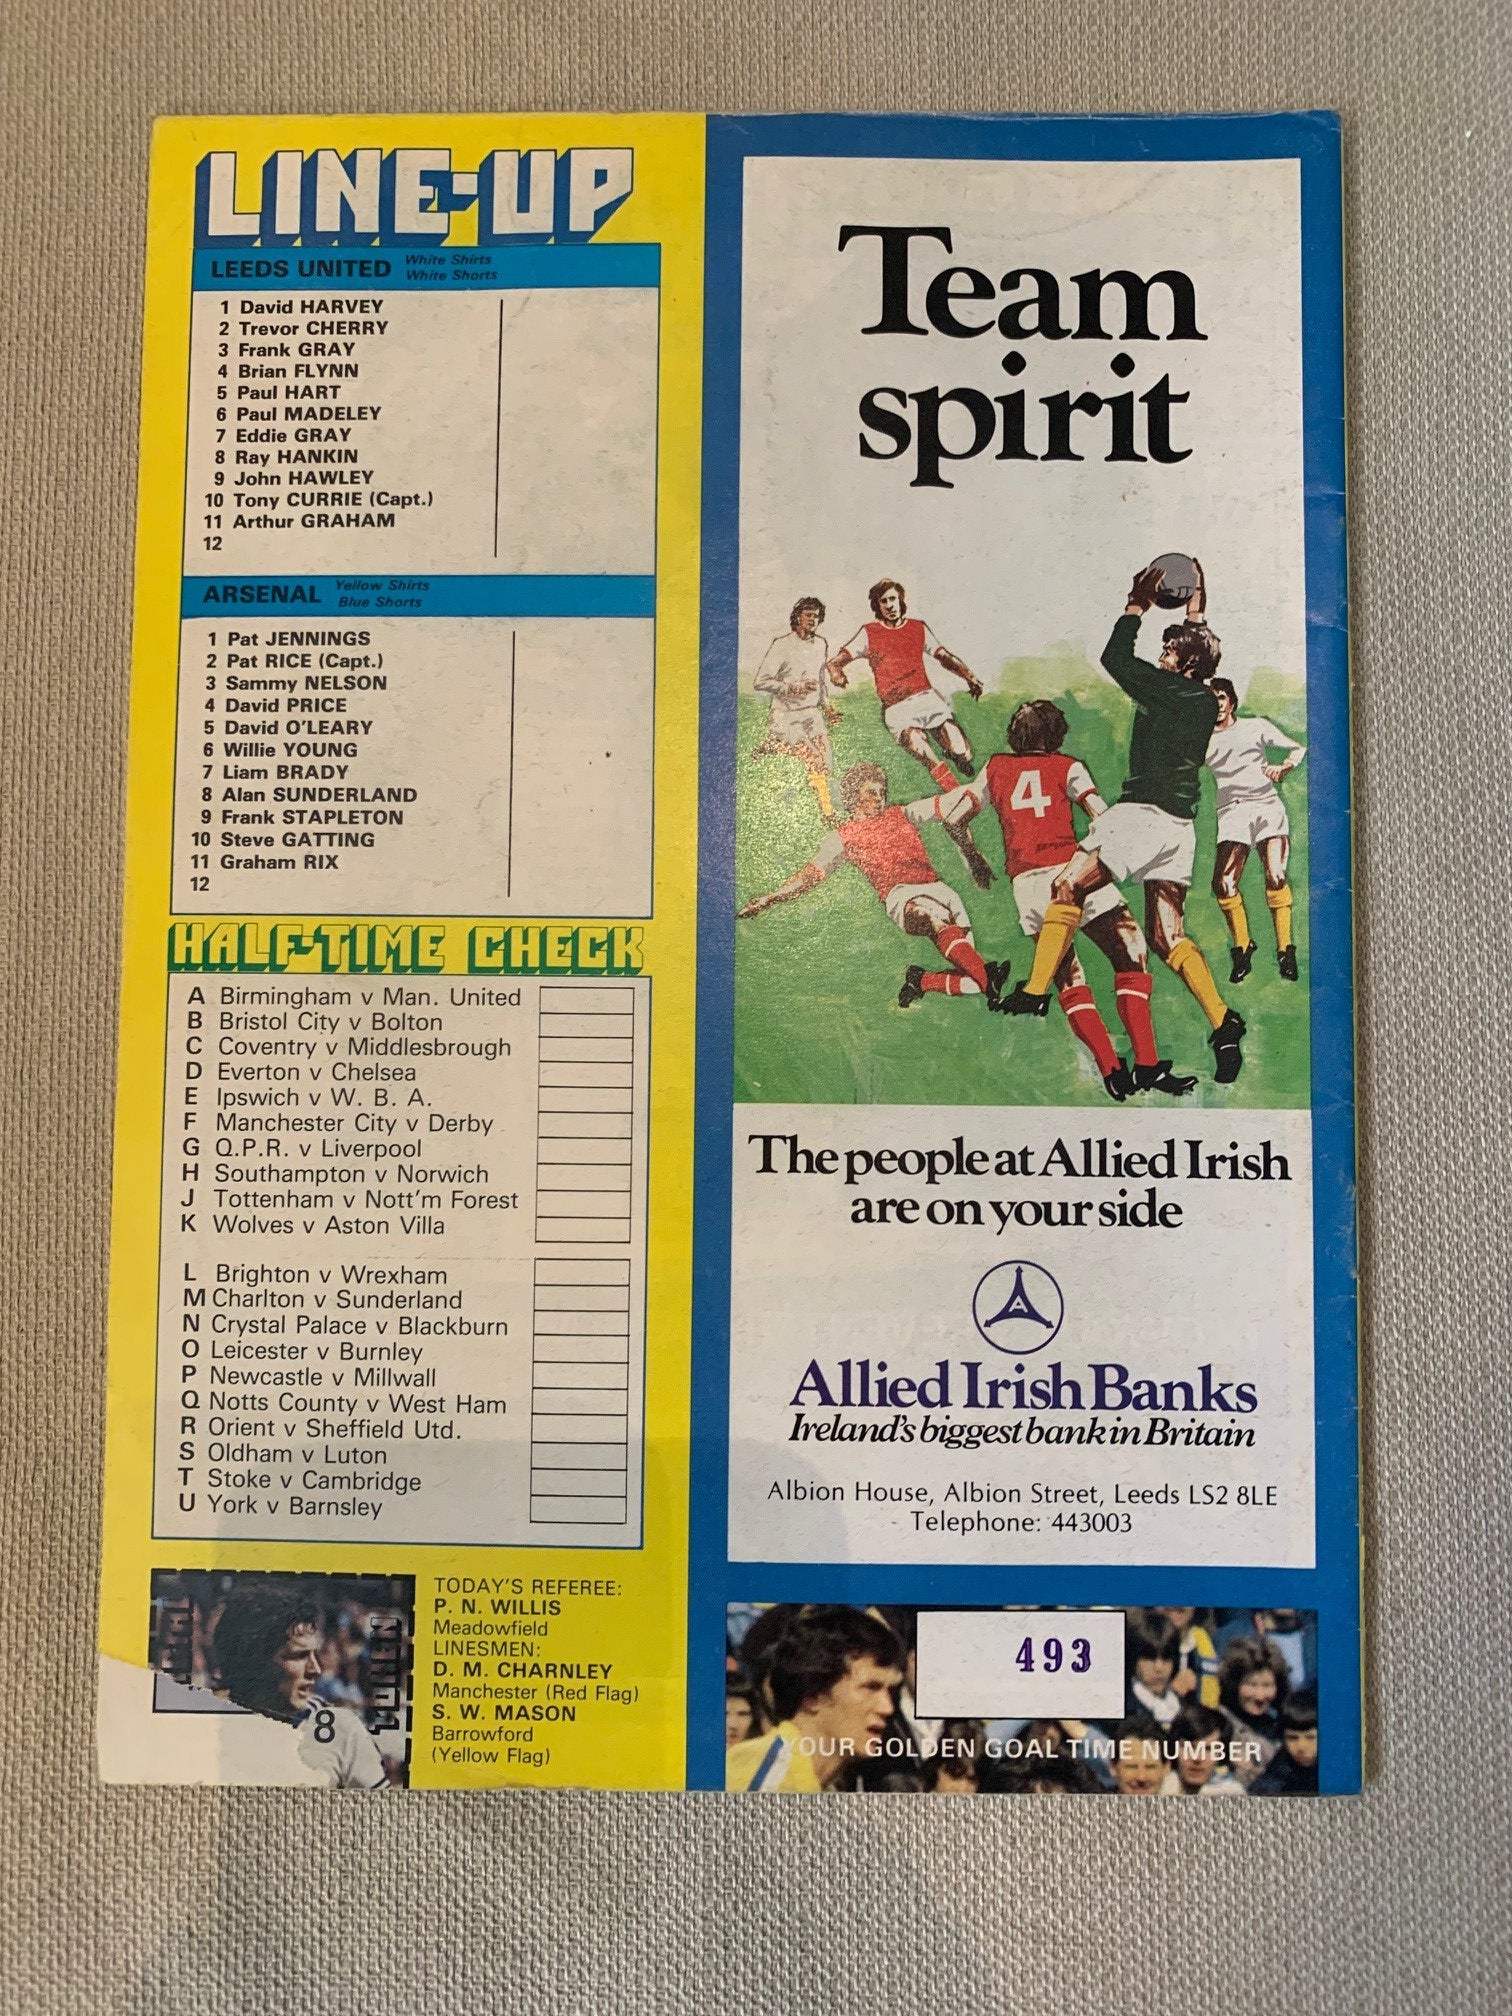 LINE-UP
LEEDS UNITED White Shirts
White Shorts
1 David HARVEY
2 Trevor CHERRY
3 Frank GRAY
4 Brian FLYNN
5 Paul HART
6 Paul MADELEY
7 Eddie GRAY
8 Ray HANKIN
9 John HAWLEY
10 Tony CURRIE (Capt.)
11 Arthur GRAHAM
12
ARSENAL Yellow Shirts
Blue Shorts
1 Pat JENNINGS
2 Pat RICE (Capt.)
3 Sammy NELSON
4 David PRICE
5 David O'LEARY
6 Willie YOUNG
7 Liam BRADY
8 Alan SUNDERLAND
9 Frank STAPLETON
10 Steve GATTING
11 Graham RIX
12
HALF-TIME CHECK
A Birmingham v Man. United
B Bristol City v Bolton
C Coventry v Middlesbrough
D Everton v Chelsea
E Ipswich v W. B. A.
F Manchester City v Derby
G Q.P.R. v Liverpool
H Southampton v Norwich
J Tottenham v Nott'm Forest
K Wolves v Aston Villa
L Brighton v Wrexham
M Charlton v Sunderland
N Crystal Palace v Blackburn
O Leicester v Burnley
P Newcastle v Millwall
Q Notts County v West Ham
R Orient v Sheffield Utd.
S Oldham v Luton
T Stoke v Cambridge
U York v Barnsley
8
TODAY'S REFEREE:
P. N. WILLIS
Meadowfield
LINESMEN:
D. M. CHARNLEY
Manchester (Red Flag)
S. W. MASON
Barrowford
(Yellow Flag)
Team
spirit
4
The people at Allied Irish
are on your side
A
Allied Irish Banks
Ireland's biggest bank in Britain
Albion House, Albion Street, Leeds LS2 8LE
Telephone: 443003
493
YOUR GOLDEN GOAL TIME NUMBER